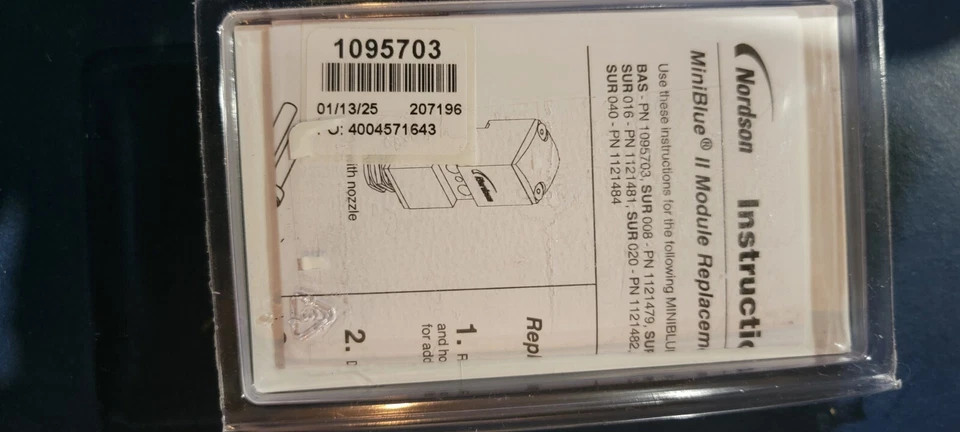 1095703
01/13/25 207196
O: 4004571643
Nordson
Instructi
MiniBlue® II Module Replacem
Use these instructions for the following MINIBLU
BAS - PN 1095703, SUR 008 - PN 1121479, SUR
SUR 016 - PN 1121481, SUR 020 - PN 1121482,
SUR 040 - PN 1121484
Nordson
ith nozzle
Repl
1. R
and ho
for add
2.